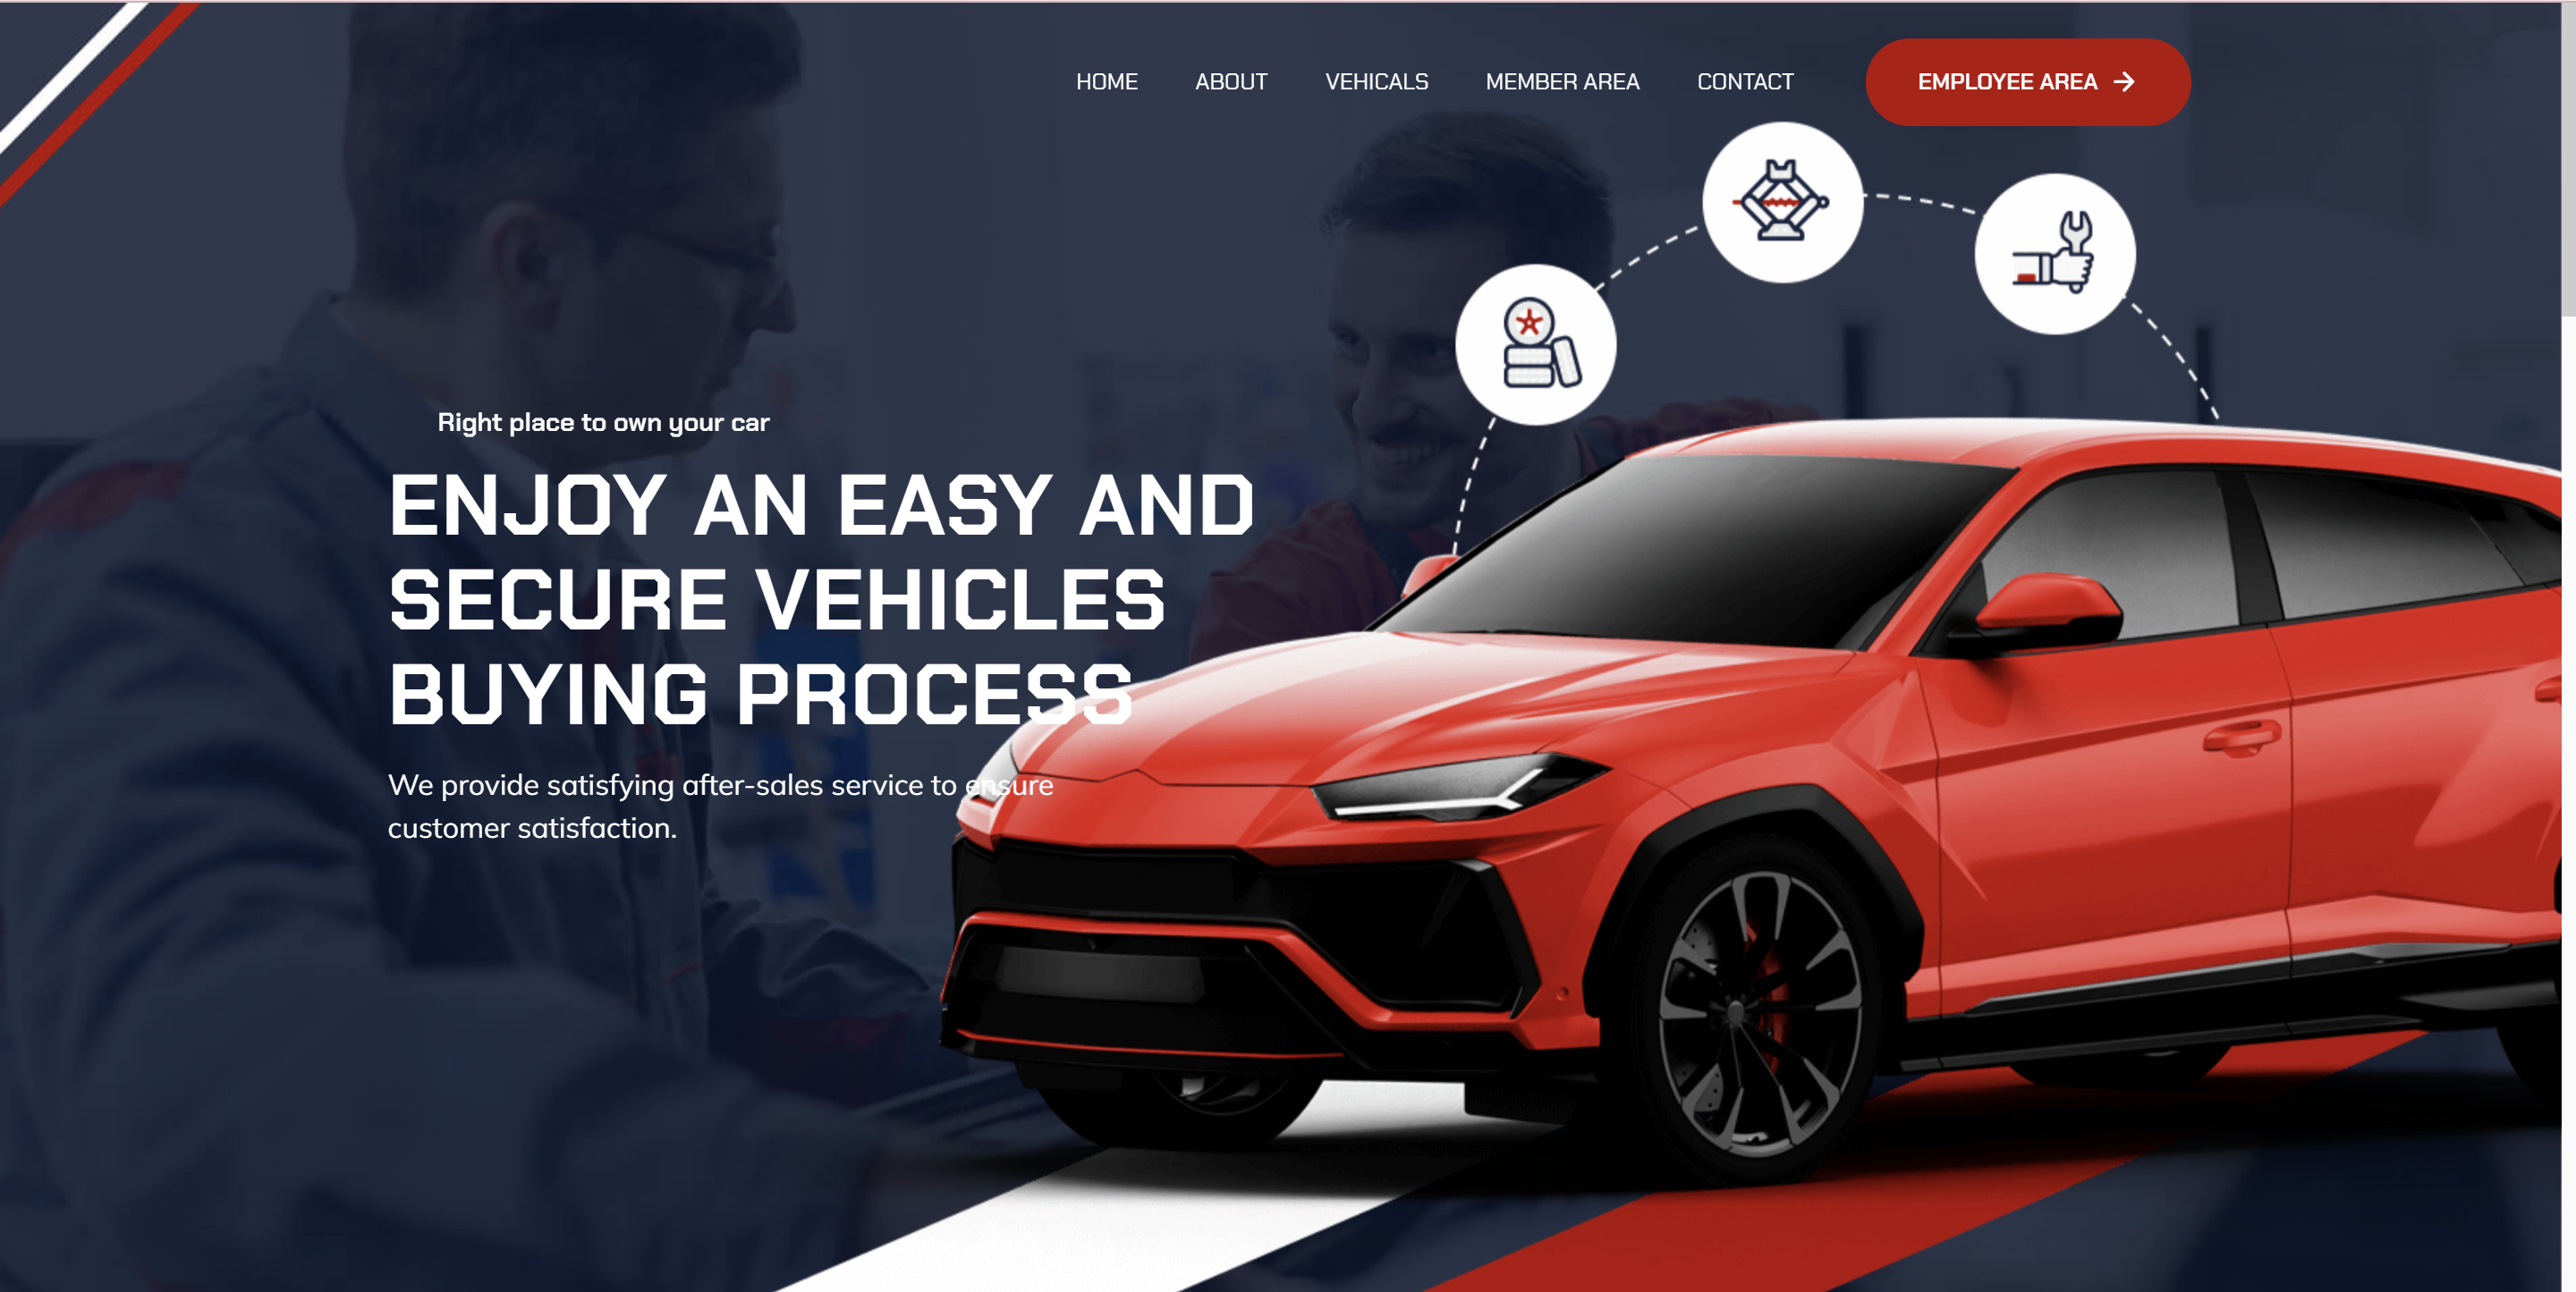 HOME ABOUT VEHICALS MEMBER AREA CONTACT EMPLOYEE AREA
Right place to own your car
ENJOY AN EASY AND
SECURE VEHICLES
BUYING PROCESS
We provide satisfying after-sales service to ensure
customer satisfaction.